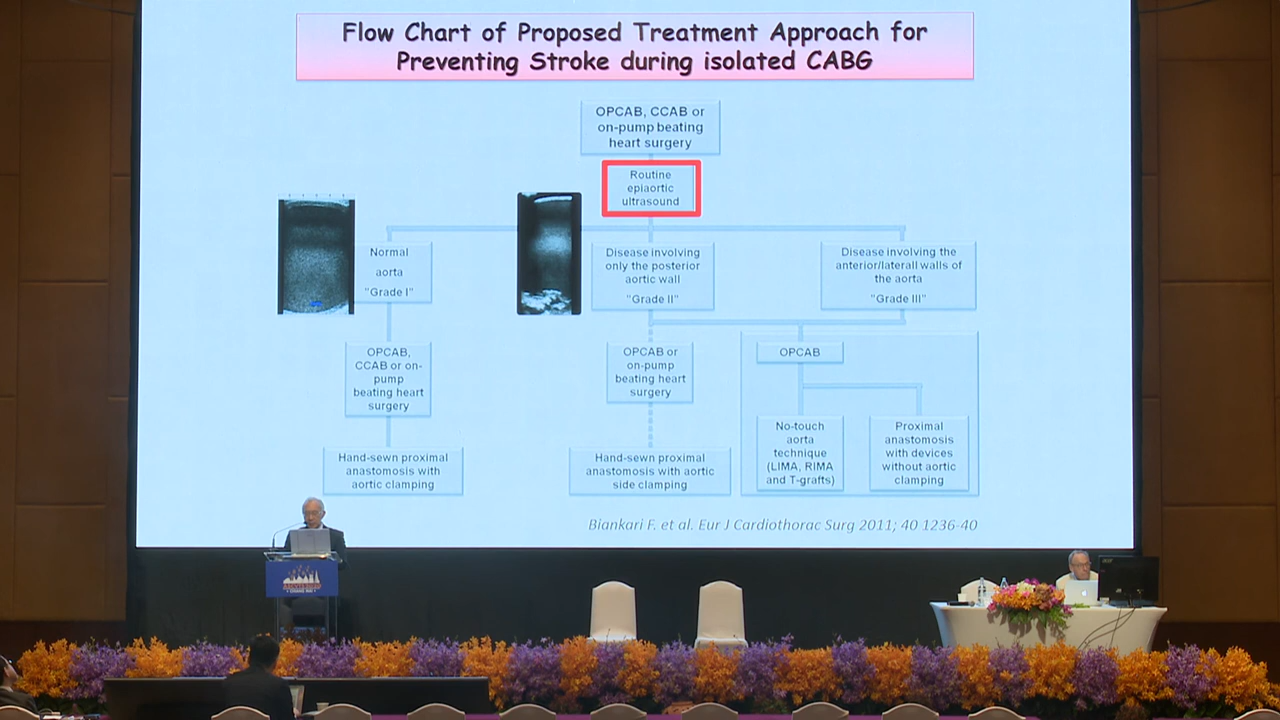 Flow Chart of Proposed Treatment Approach for
Preventing Stroke during isolated CABG
OPCAB, CCAB or
on-pump beating
heart surgery
Routine
epiaortic
ultrasound
Normal
aorta
"Grade I"
Disease involving
only the posterior
aortic wall
"Grade II"
Disease involving the
anterior/laterall walls of
the aorta
"Grade III"
OPCAB,
CCAB or on-
pump
beating heart
surgery
OPCAB or
on-pump
beating heart
surgery
OPCAB
Hand-sewn proximal
anastomosis with
aortic clamping
Hand-sewn proximal
anastomosis with aortic
side clamping
No-touch
aorta
technique
(LIMA, RIMA
and T-grafts)
Proximal
anastomosis
with devices
without aortic
clamping
Biankari F. et al. Eur J Cardiothorac Surg 2011; 40 1236-40
CHIANG MAI